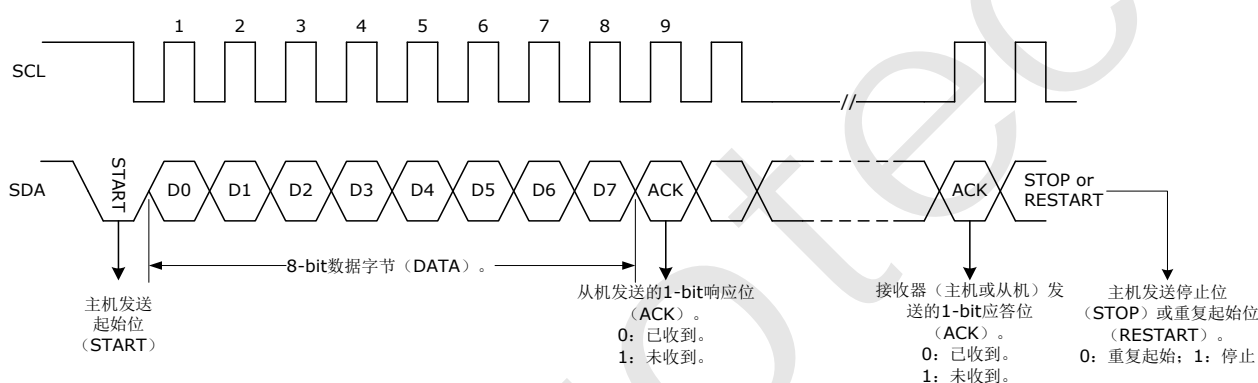 1 2 3 4 5 6 7 8 9
SCL
//
SDA
START
D0 D1 D2 D3 D4 D5 D6 D7 ACK
ACK
STOP or
RESTART
8-bit数据字节（DATA）。
主机发送
起始位
（START）
从机发送的1-bit响应位
（ACK）。
0：已收到。
1：未收到。
接收器（主机或从机）发
送的1-bit应答位
（ACK）。
0：已收到。
1：未收到。
主机发送停止位
（STOP）或重复起始位
（RESTART）。
0：重复起始；1：停止
otec